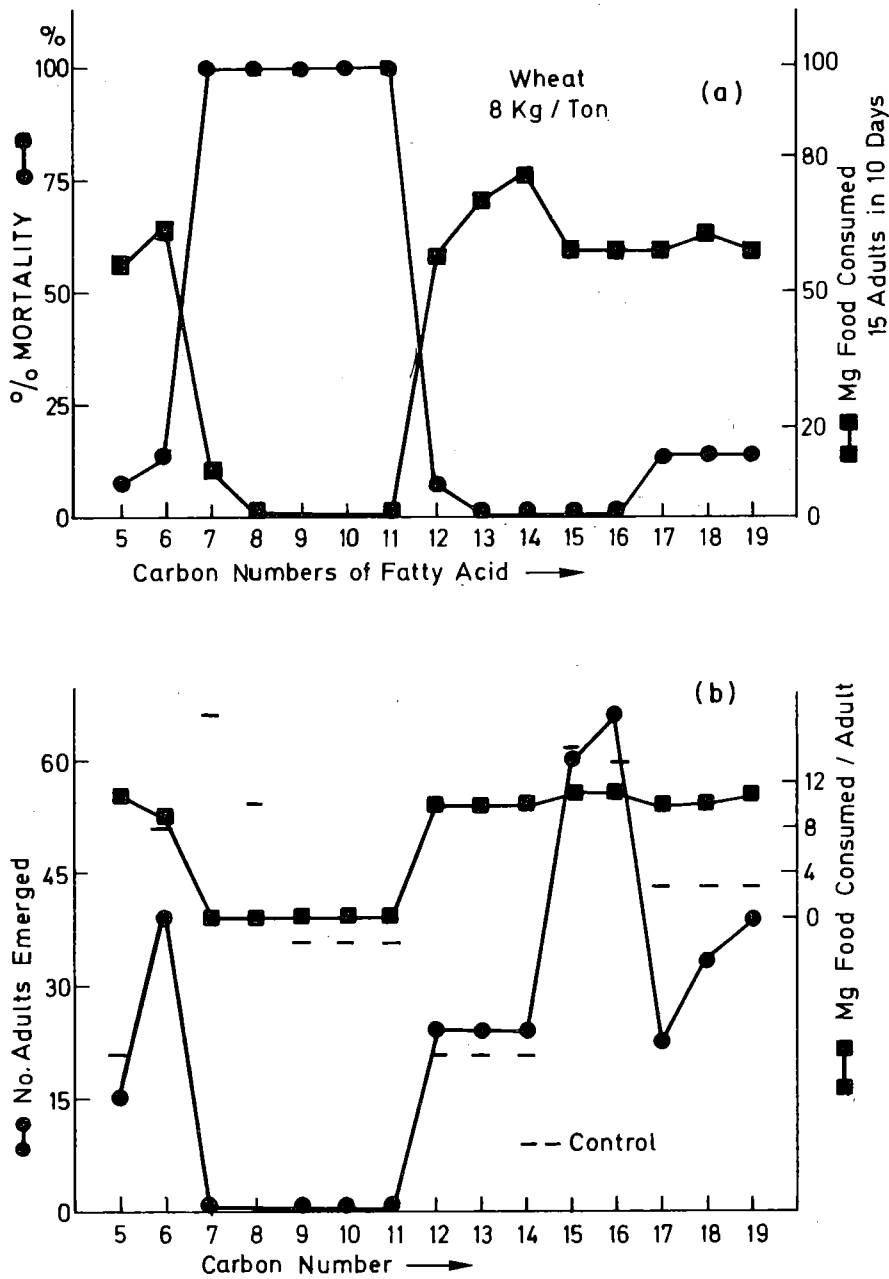 %
100
75
50
25
0
% MORTALITY
Wheat
8 Kg / Ton
(a)
100
80
50
20
0
Mg Food Consumed
15 Adults in 10 Days
5 6 7 8 9 10 11 12 13 14 15 16 17 18 19
Carbon Numbers of Fatty Acid
(b)
60
45
30
15
0
No. Adults Emerged
12
8
4
0
Mg Food Consumed / Adult
-- Control
5 6 7 8 9 10 11 12 13 14 15 16 17 18 19
Carbon Number